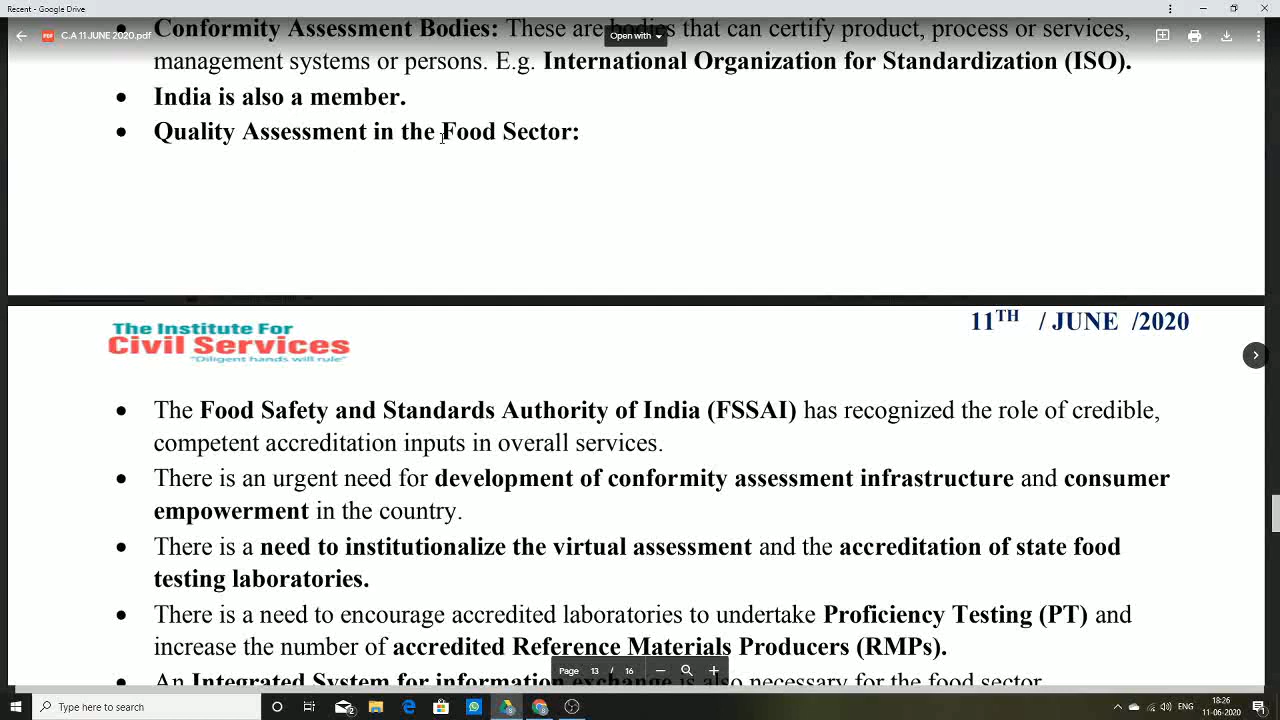 Recent - Google Drive
Conformity Assessment Bodies: These are bodies that can certify product, process or services,
C.A 11 JUNE 2020.pdf
Open with
management systems or persons. E.g. International Organization for Standardization (ISO).
• India is also a member.
• Quality Assessment in the Food Sector:
11TH / JUNE /2020
The Institute For
Civil Services
"Diligent hands will rule"
• The Food Safety and Standards Authority of India (FSSAI) has recognized the role of credible,
competent accreditation inputs in overall services.
• There is an urgent need for development of conformity assessment infrastructure and consumer
empowerment in the country.
• There is a need to institutionalize the virtual assessment and the accreditation of state food
testing laboratories.
• There is a need to encourage accredited laboratories to undertake Proficiency Testing (PT) and
increase the number of accredited Reference Materials Producers (RMPs).
Page 13 / 16
• An Integrated System for information exchange is also necessary for the food sector
Type here to search
ENG
18:26
11-06-2020